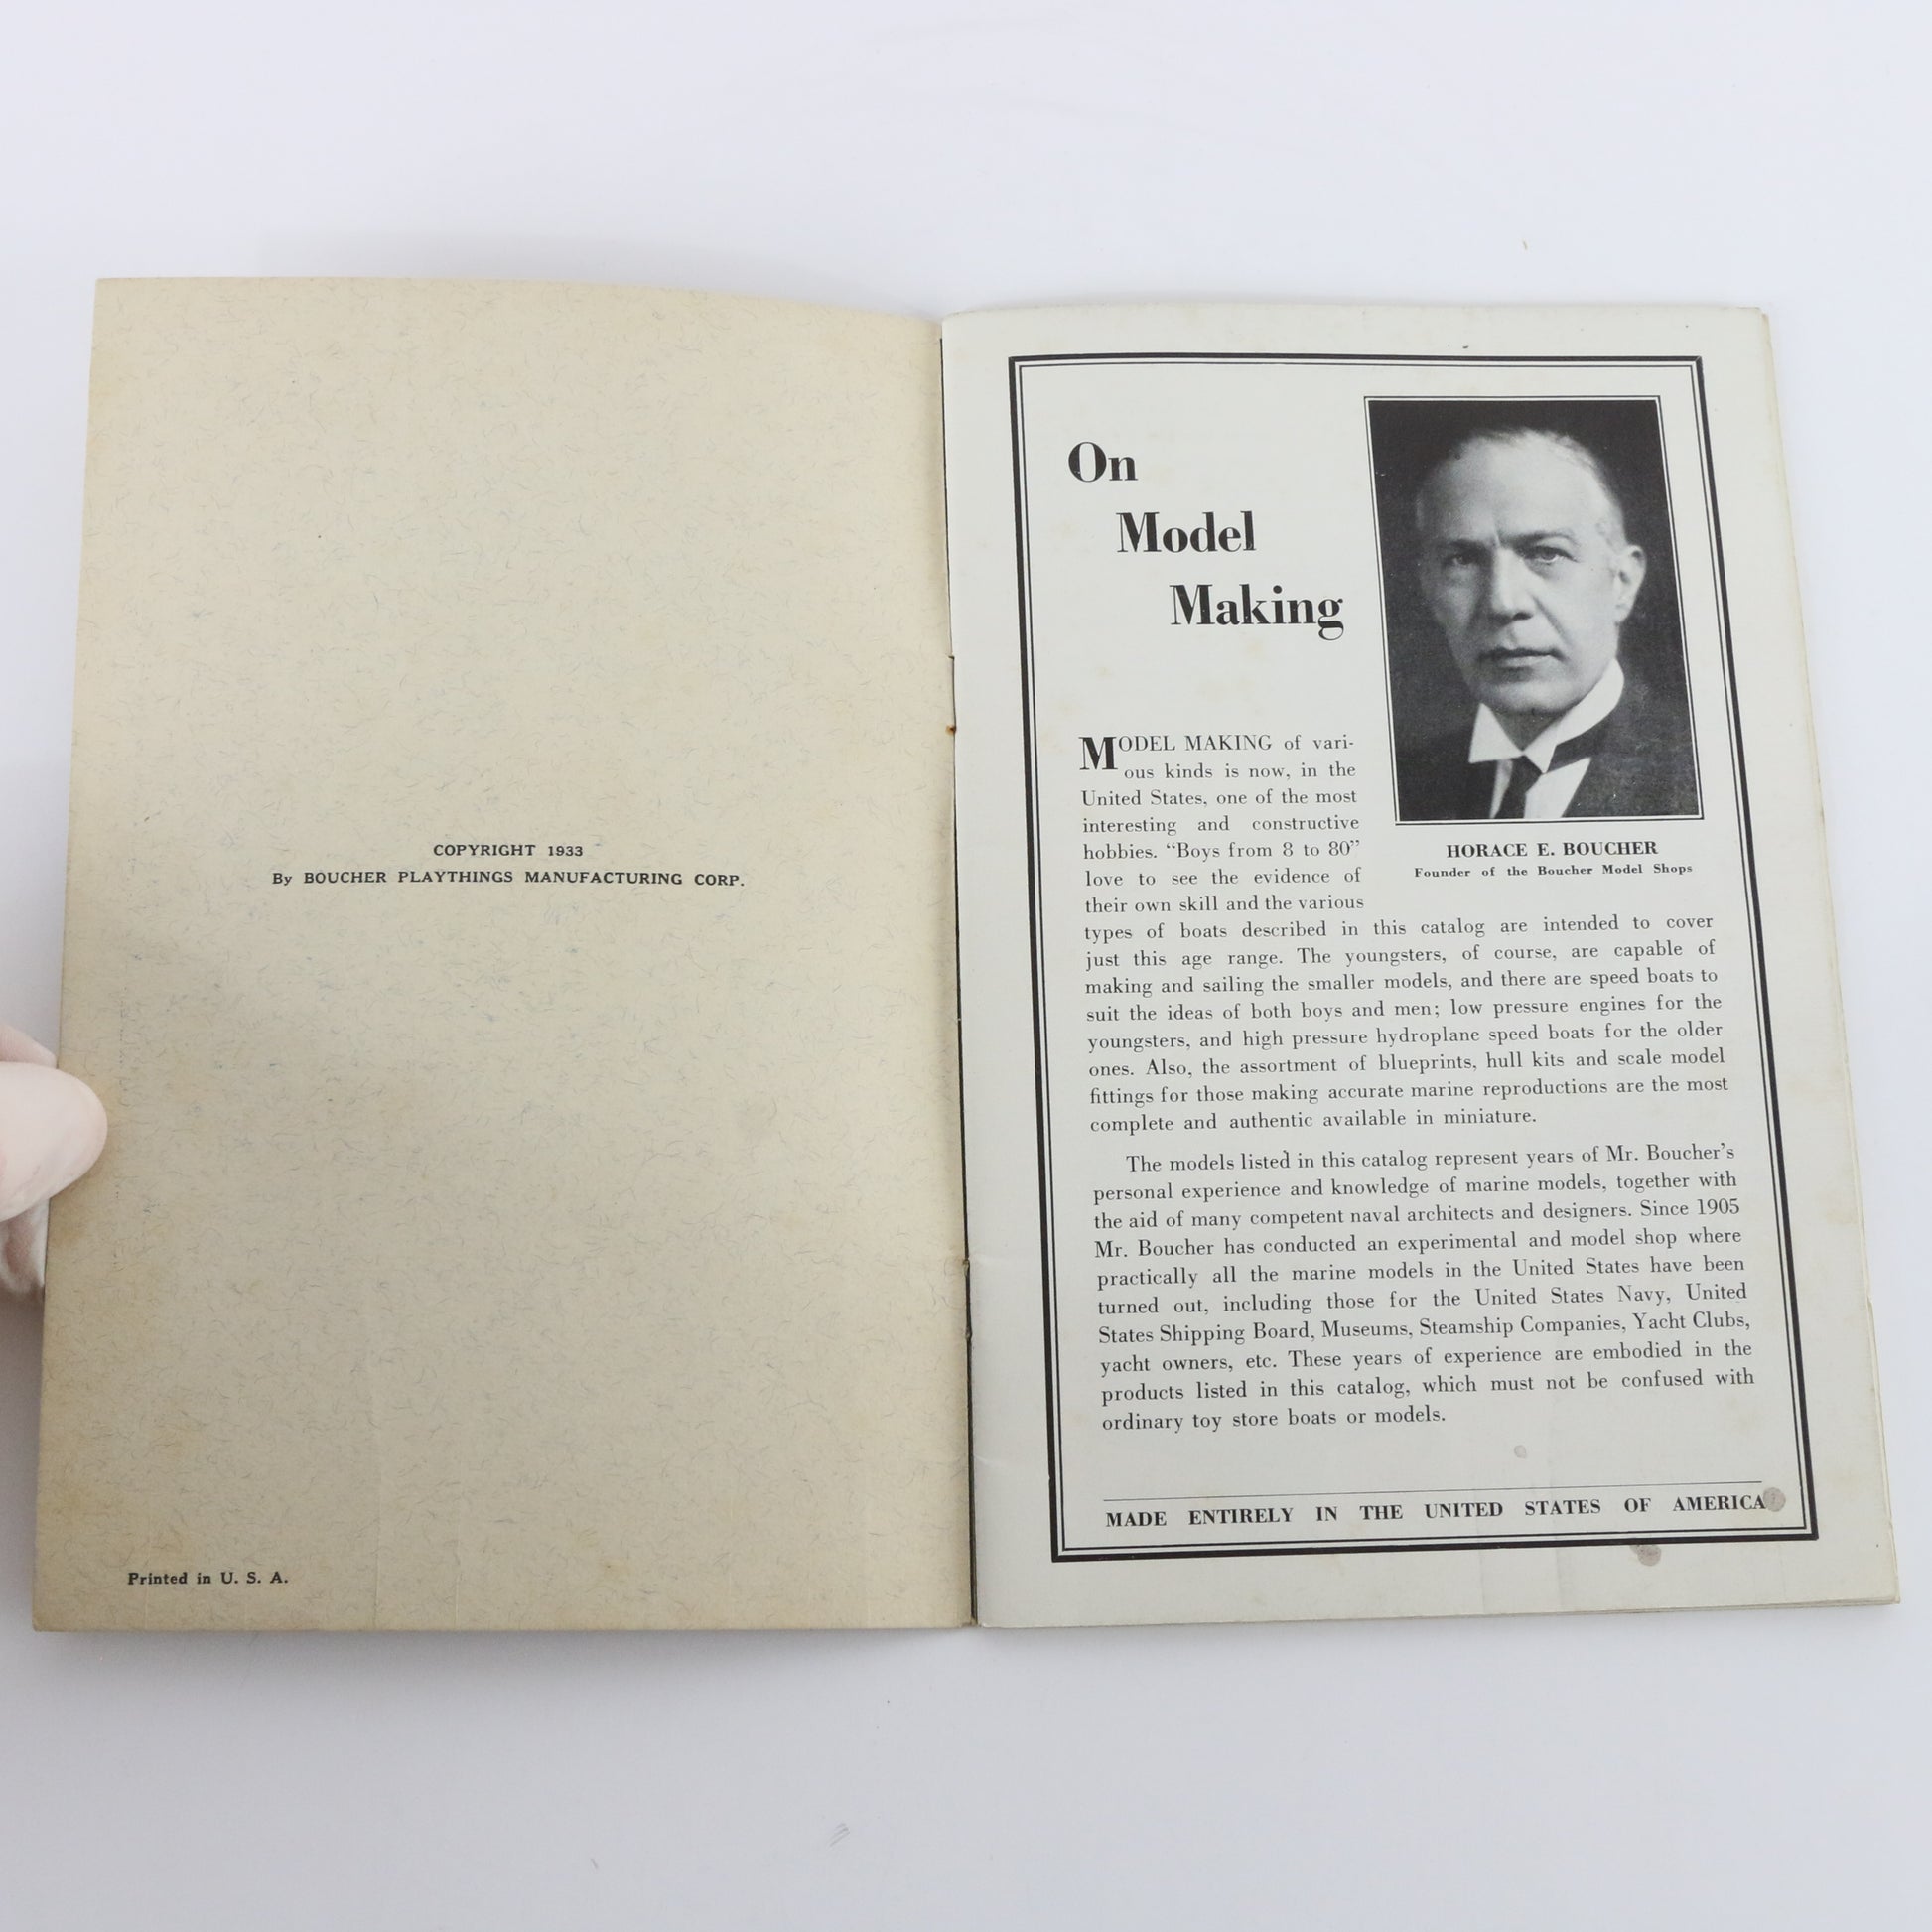 COPYRIGHT 1933
By BOUCHER PLAYTHINGS MANUFACTURING CORP.
Printed in U. S. A.
On
Model
Making
HORACE E. BOUCHER
Founder of the Boucher Model Shops
MODEL MAKING of vari-
ous kinds is now, in the
United States, one of the most
interesting and constructive
hobbies. “Boys from 8 to 80”
love to see the evidence of
their own skill and the various
types of boats described in this catalog are intended to cover
just this age range. The youngsters, of course, are capable of
making and sailing the smaller models, and there are speed boats to
suit the ideas of both boys and men; low pressure engines for the
youngsters, and high pressure hydroplane speed boats for the older
ones. Also, the assortment of blueprints, hull kits and scale model
fittings for those making accurate marine reproductions are the most
complete and authentic available in miniature.
The models listed in this catalog represent years of Mr. Boucher’s
personal experience and knowledge of marine models, together with
the aid of many competent naval architects and designers. Since 1905
Mr. Boucher has conducted an experimental and model shop where
practically all the marine models in the United States have been
turned out, including those for the United States Navy, United
States Shipping Board, Museums, Steamship Companies, Yacht Clubs,
yacht owners, etc. These years of experience are embodied in the
products listed in this catalog, which must not be confused with
ordinary toy store boats or models.
MADE ENTIRELY IN THE UNITED STATES OF AMERICA